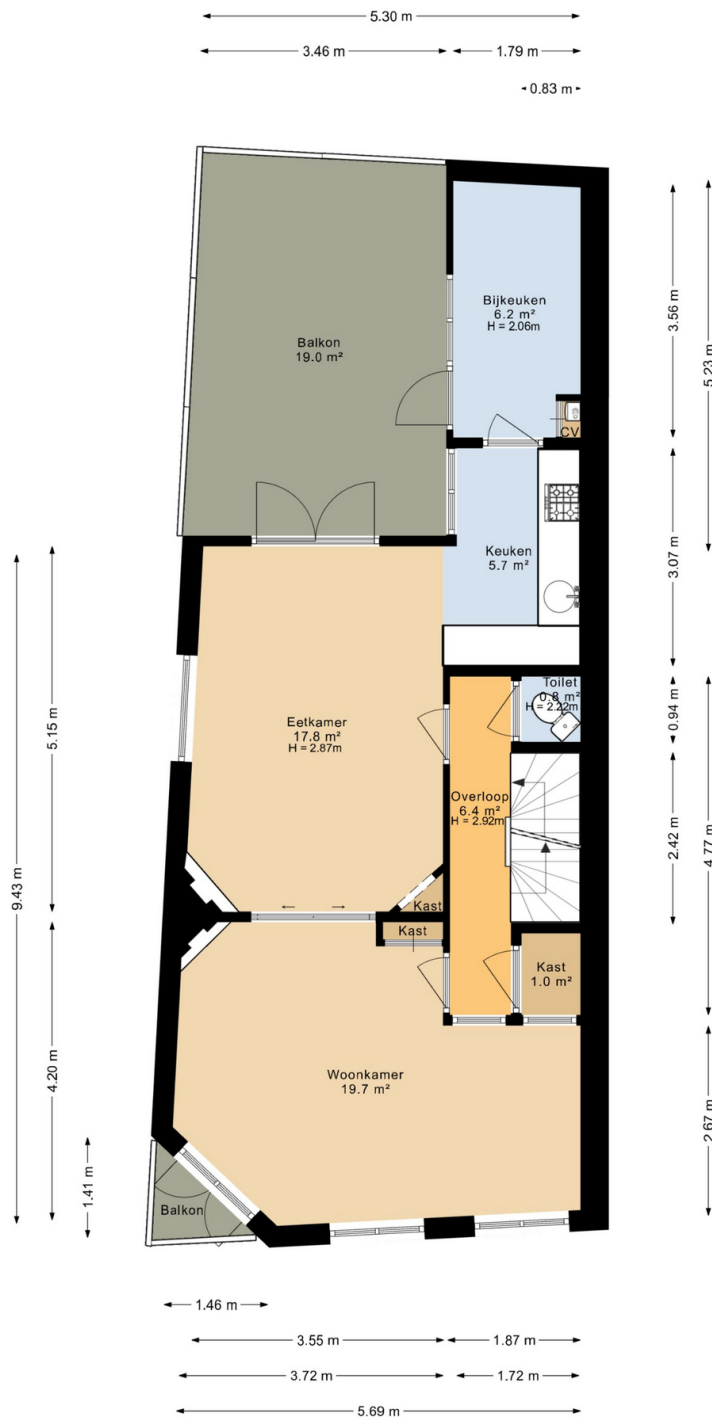 5.30 m
3.46 m
1.79 m
0.83 m
Bijkeuken
6.2 m²
H = 2.06m
Balkon
19.0 m²
3.56 m
5.23 m
CV
Keuken
5.7 m²
3.07 m
Toilet
0.8 m²
H = 2.22m
0.94 m
Eetkamer
17.8 m²
H = 2.87m
5.15 m
Overloop
6.4 m²
H = 2.92m
2.42 m
4.77 m
9.43 m
Kast
Kast
Kast
1.0 m²
Woonkamer
19.7 m²
4.20 m
2.67 m
1.41 m
Balkon
1.46 m
3.55 m
1.87 m
3.72 m
1.72 m
5.69 m